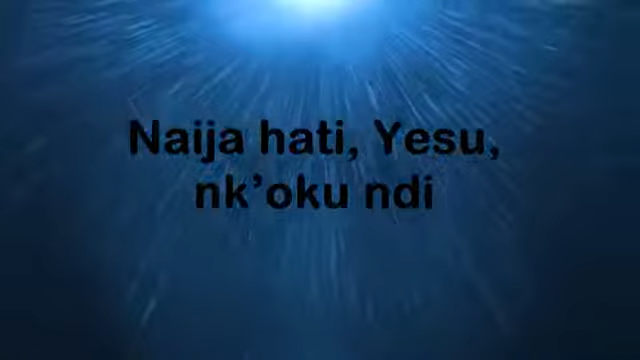 Naija hati, Yesu,
nk’oku ndi